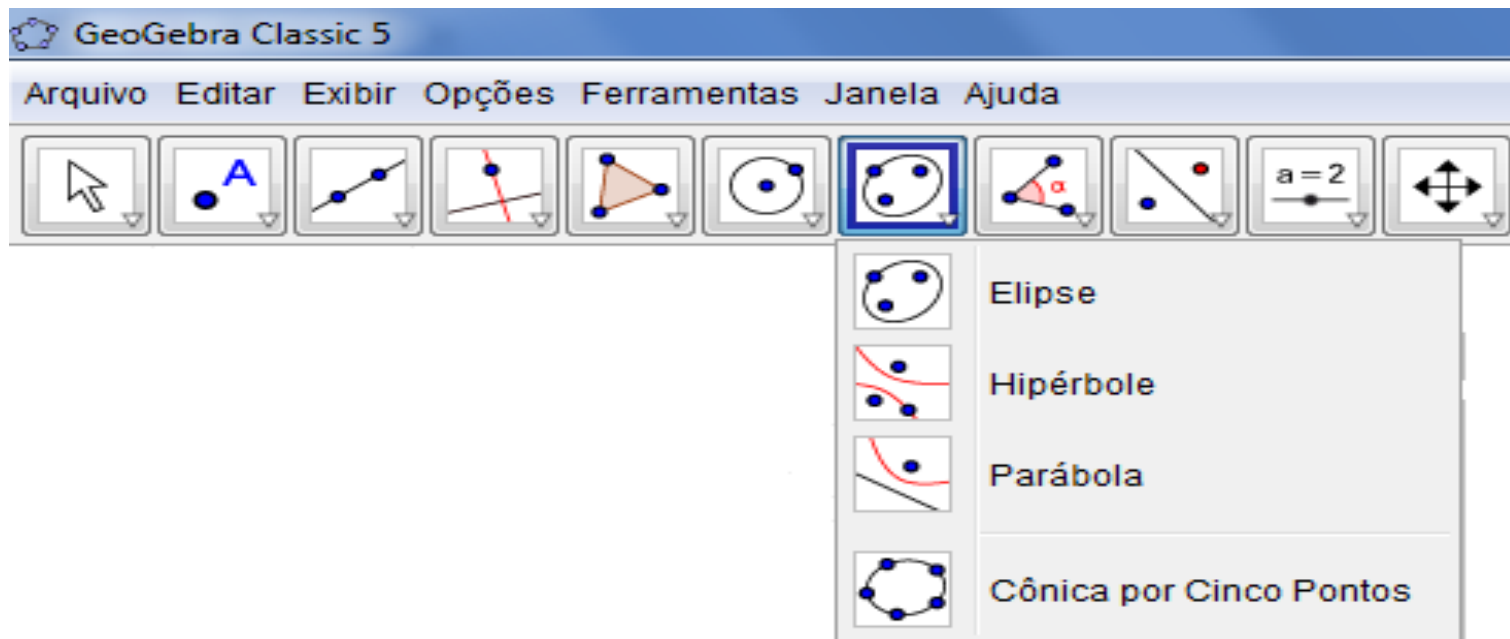 GeoGebra Classic 5
Arquivo Editar Exibir Opções Ferramentas Janela Ajuda
A α a = 2
Elipse
Hipérbole
Parábola
Cônica por Cinco Pontos